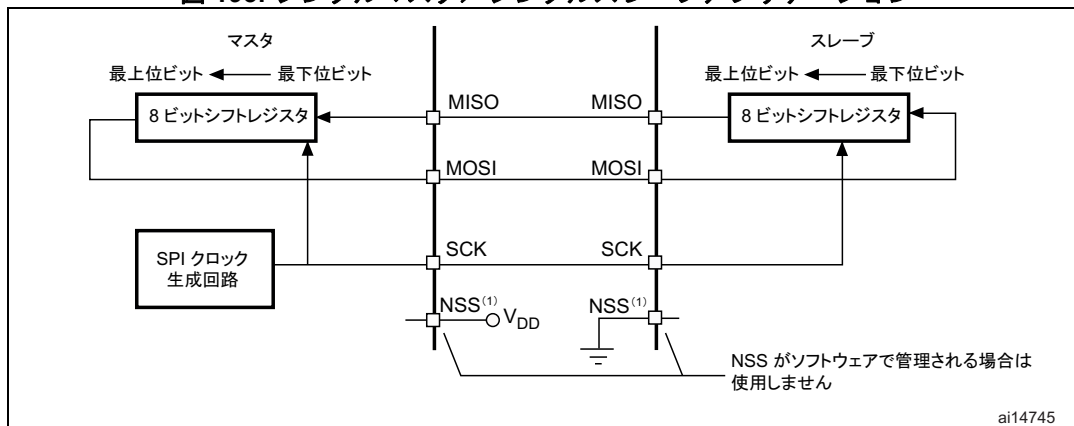 マスタ
スレーブ
最上位ビット
最下位ビット
最上位ビット
最下位ビット
8 ビットシフトレジスタ
MISO
MISO
8 ビットシフトレジスタ
MOSI
MOSI
SPI クロック
生成回路
SCK
SCK
NSS(1)
VDD
NSS(1)
NSS がソフトウェアで管理される場合は
使用しません
ai14745